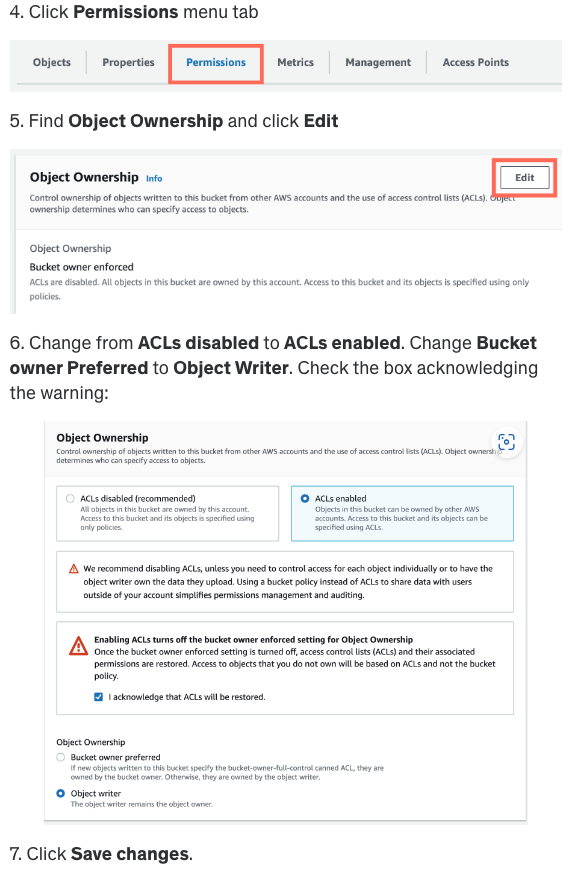 4. Click Permissions menu tab
Objects
Properties
Permissions
Metrics
Management
Access Points
5. Find Object Ownership and click Edit
Object Ownership Info
Edit
Control ownership of objects written to this bucket from other AWS accounts and the use of access control lists (ACLs). Object
ownership determines who can specify access to objects.
Object Ownership
Bucket owner enforced
ACLs are disabled. All objects in this bucket are owned by this account. Access to this bucket and its objects is specified using only
policies.
6. Change from ACLs disabled to ACLs enabled. Change Bucket
owner Preferred to Object Writer. Check the box acknowledging
the warning:
Object Ownership
Control ownership of objects written to this bucket from other AWS accounts and the use of access control lists (ACLs). Object
determines who can specify access to objects.
ACLs disabled (recommended)
All objects in this bucket are owned by this account.
Access to this bucket and its objects is specified using
only policies.
ACLs enabled
Objects in this bucket can be owned by other AWS
accounts. Access to this bucket and its objects can be
specified using ACLs.
We recommend disabling ACLs, unless you need to control access for each object individually or to have the
object writer own the data they upload. Using a bucket policy instead of ACLs to share data with users
outside of your account simplifies permissions management and auditing.
Enabling ACLs turns off the bucket owner enforced setting for Object Ownership
Once the bucket owner enforced setting is turned off, access control lists (ACLs) and their associated
permissions are restored. Access to objects that you do not own will be based on ACLs and not the bucket
policy.
I acknowledge that ACLs will be restored.
Object Ownership
Bucket owner preferred
If new objects written to this bucket specify the bucket-owner-full-control canned ACL, they are
owned by the bucket owner. Otherwise, they are owned by the object writer.
Object writer
The object writer remains the object owner.
7. Click Save changes.